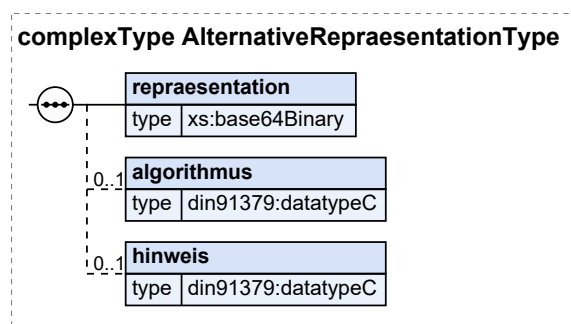 complexType AlternativeRepraesentationType
repraesentation
type xs:base64Binary
0..1 algorithmus
type din91379:datatypeC
0..1 hinweis
type din91379:datatypeC